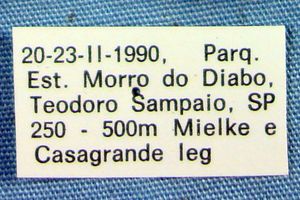 20-23-II-1990, Parq.
Est. Morro do Diabo,
Teodoro Sampaio, SP
250 - 500m Mielke e
Casagrande leg